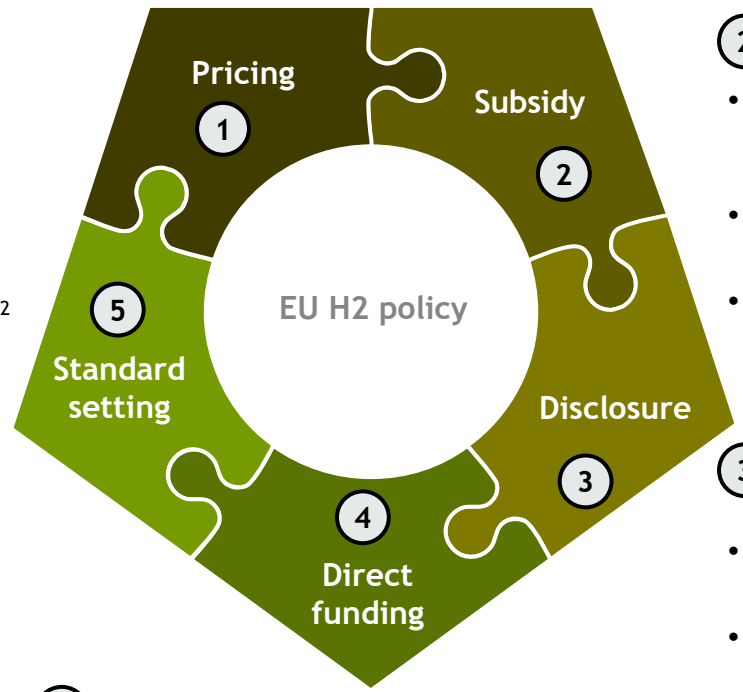 Pricing
1
Subsidy
2
2
EU H2 policy
5
Standard
setting
Disclosure
3
4
Direct
funding